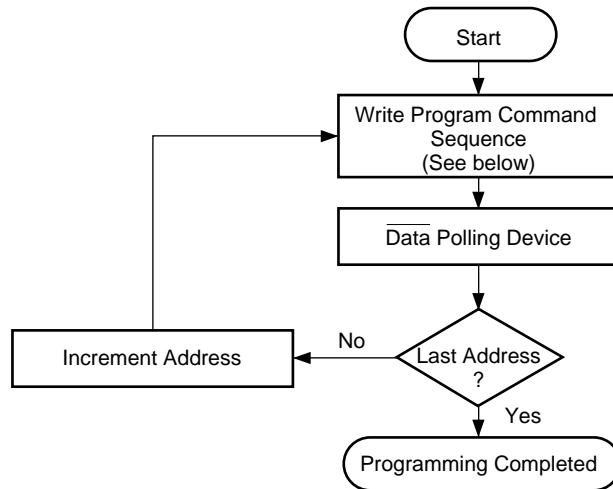 Start
Write Program Command
Sequence
(See below)
Data Polling Device
Last Address
?
No
Increment Address
Yes
Programming Completed